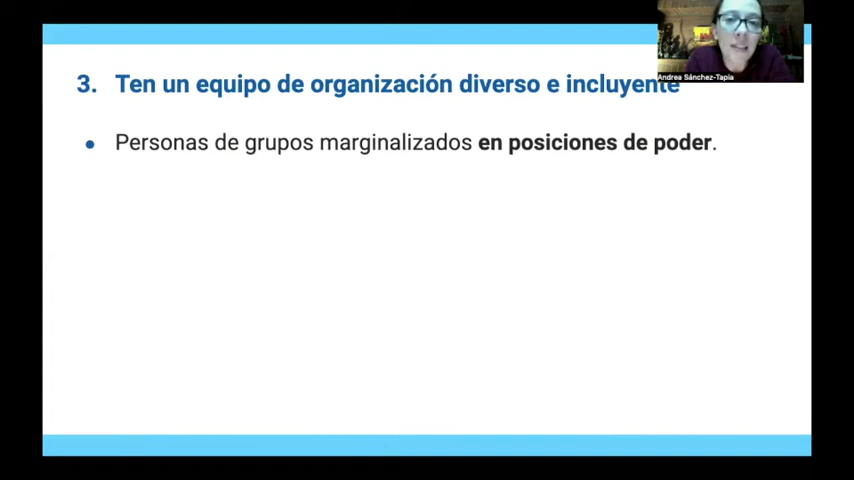 Andrea Sánchez-Tapia
3. Ten un equipo de organización diverso e incluyente
● Personas de grupos marginalizados en posiciones de poder.